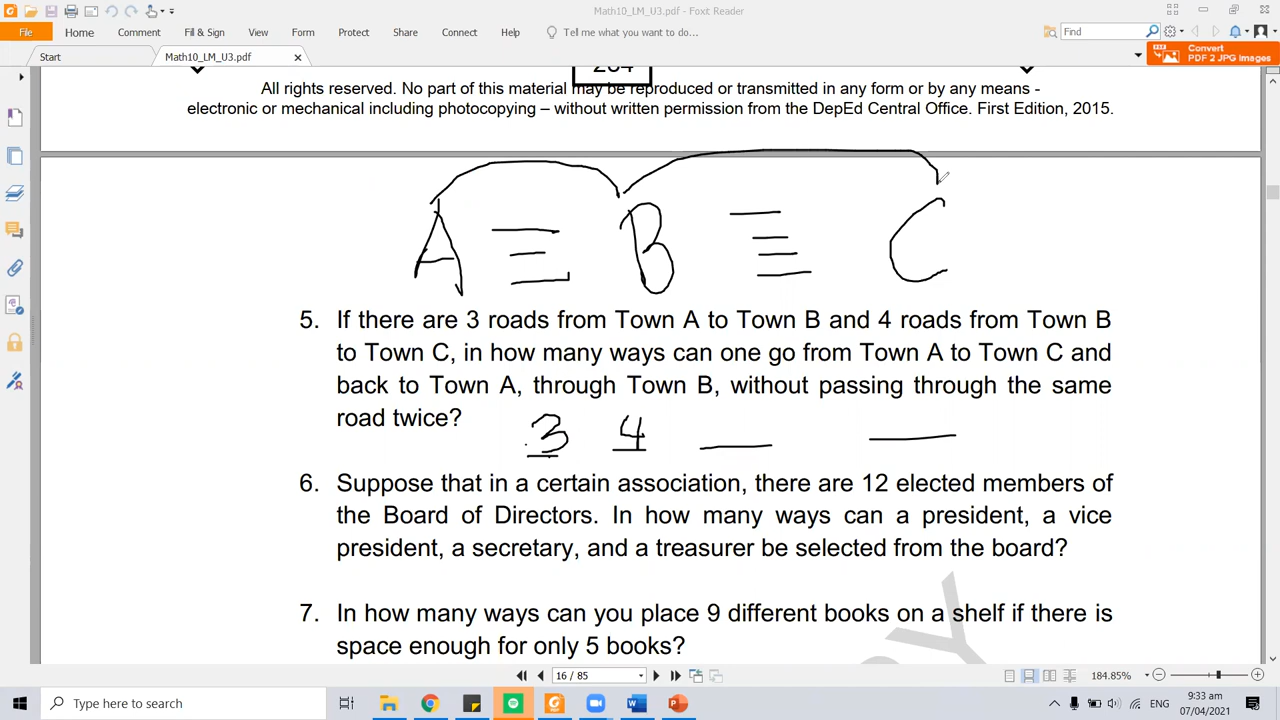 Math10_LM_U3.pdf - Foxit Reader
File Home Comment Fill & Sign View Form Protect Share Connect Help Tell me what you want to do... Find
Start Math10_LM_U3.pdf
Convert
PDF 2 JPG Images
All rights reserved. No part of this material may be reproduced or transmitted in any form or by any means -
electronic or mechanical including photocopying – without written permission from the DepEd Central Office. First Edition, 2015.
A B C
5. If there are 3 roads from Town A to Town B and 4 roads from Town B
to Town C, in how many ways can one go from Town A to Town C and
back to Town A, through Town B, without passing through the same
road twice?
3 4
6. Suppose that in a certain association, there are 12 elected members of
the Board of Directors. In how many ways can a president, a vice
president, a secretary, and a treasurer be selected from the board?
7. In how many ways can you place 9 different books on a shelf if there is
space enough for only 5 books?
16 / 85 184.85%
Type here to search
ENG 9:33 am
07/04/2021